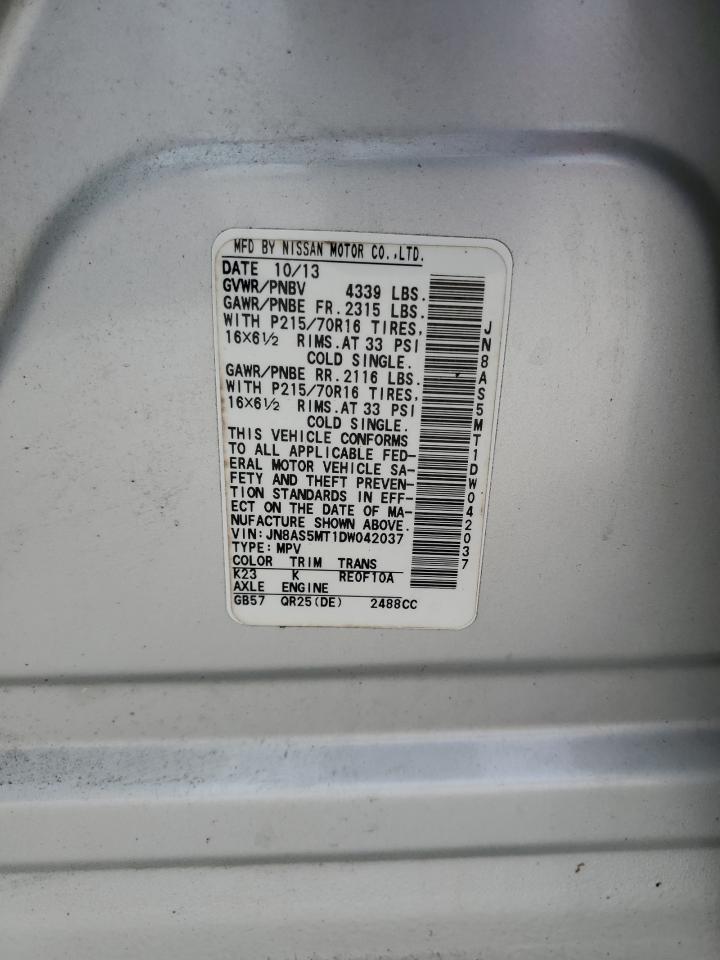 MFD BY NISSAN MOTOR CO.,LTD.
DATE 10/13
GVWR/PNBV 4339 LBS.
GAWR/PNBE FR.2315 LBS.
WITH P215/70R16 TIRES,
16X6½ RIMS.AT 33 PSI
COLD SINGLE.
GAWR/PNBE RR.2116 LBS.
WITH P215/70R16 TIRES,
16X6½ RIMS.AT 33 PSI
COLD SINGLE.
THIS VEHICLE CONFORMS
TO ALL APPLICABLE FED-
ERAL MOTOR VEHICLE SA-
FETY AND THEFT PREVEN-
TION STANDARDS IN EFF-
ECT ON THE DATE OF MA-
NUFACTURE SHOWN ABOVE.
VIN:JN8AS5MT1DW042037
TYPE:MPV
COLOR TRIM TRANS
K23 K RE0F10A
AXLE ENGINE
GB57 QR25(DE) 2488CC
JN8AS5MT1DW042037